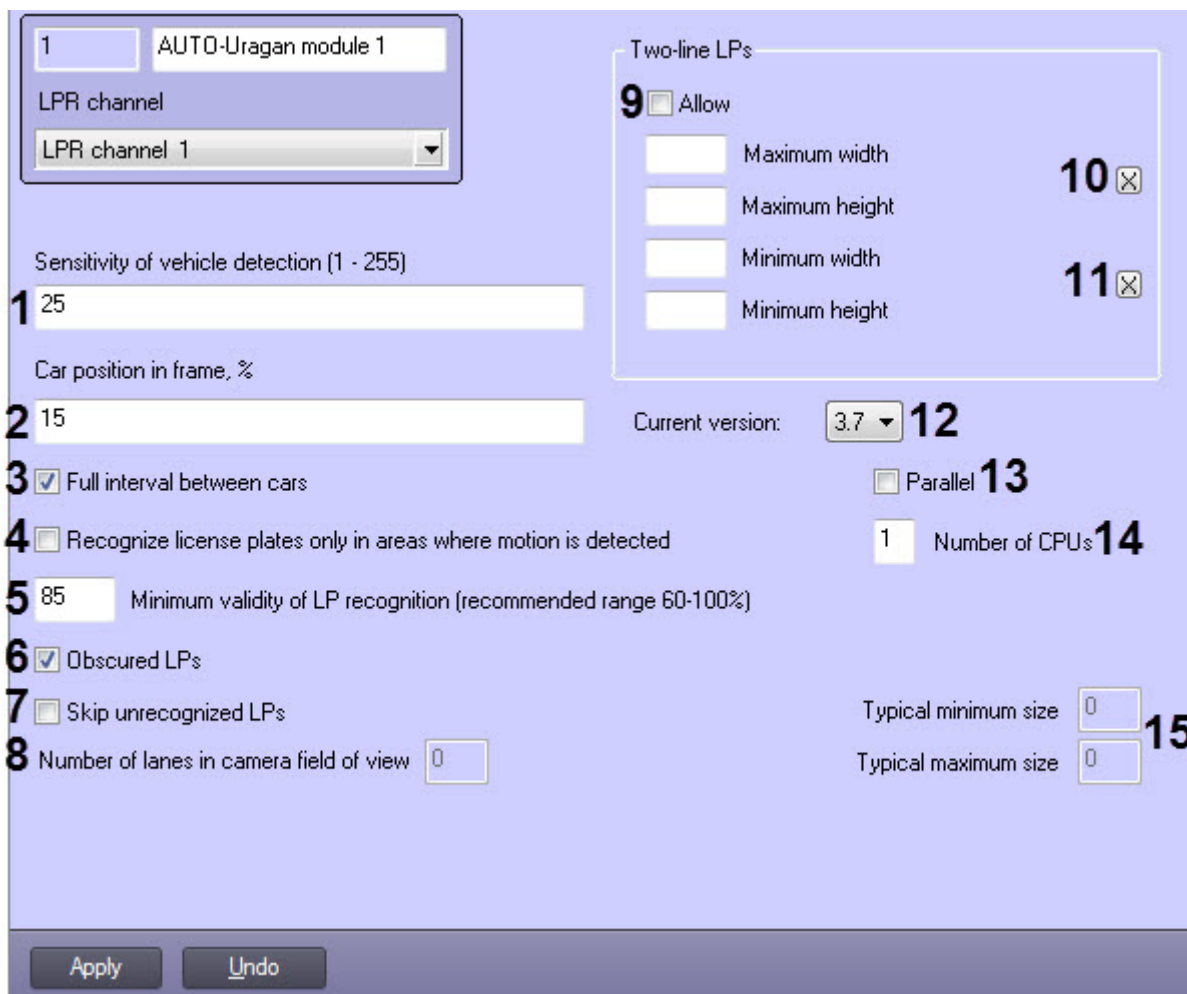 1 AUTO-Uragan module 1
LPR channel
LPR channel 1
Sensitivity of vehicle detection (1 - 255)
1 25
Car position in frame, %
2 15
3 Full interval between cars
4 Recognize license plates only in areas where motion is detected
5 85 Minimum validity of LP recognition (recommended range 60-100%)
6 Obscured LPs
7 Skip unrecognized LPs
8 Number of lanes in camera field of view 0
Two-line LPs
9 Allow
Maximum width
10
Maximum height
Minimum width
11
Minimum height
Current version: 3.7 12
Parallel 13
1 Number of CPUs 14
Typical minimum size 0
15
Typical maximum size 0
Apply Undo